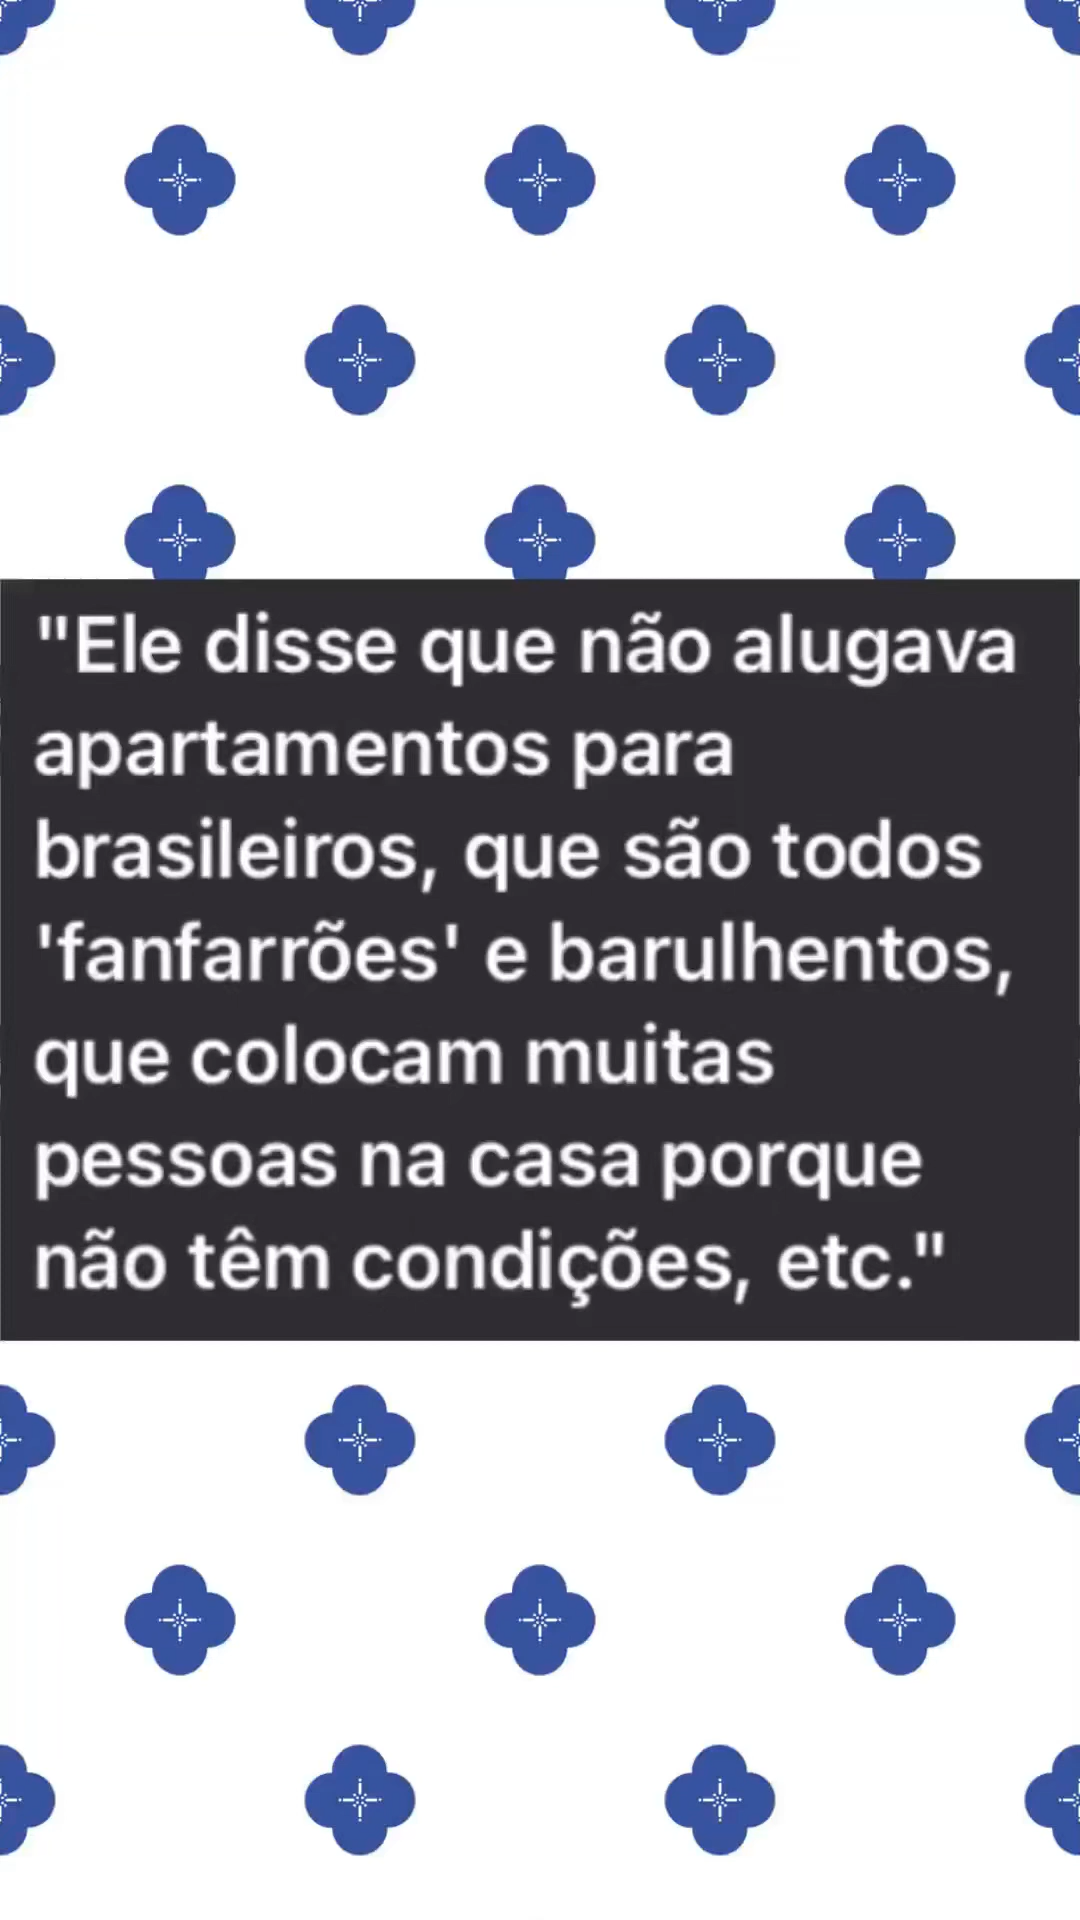 "Ele disse que não alugava
apartamentos para
brasileiros, que são todos
'fanfarrões' e barulhentos,
que colocam muitas
pessoas na casa porque
não têm condições, etc."